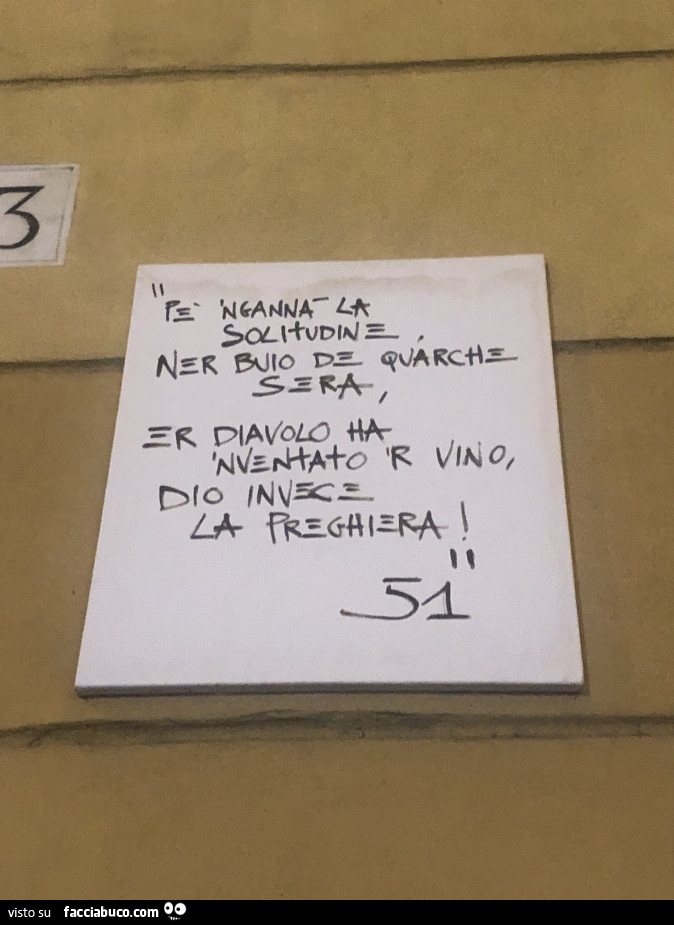 3
"PE' 'NGANNA' LA
SOLITUDINE,
NER BUIO DE QUARCHE
SERA,
ER DIAVOLO HA
'NVENTATO 'R VINO,
DIO INVECE
LA PREGHIERA!"
51
visto su facciabuco.com